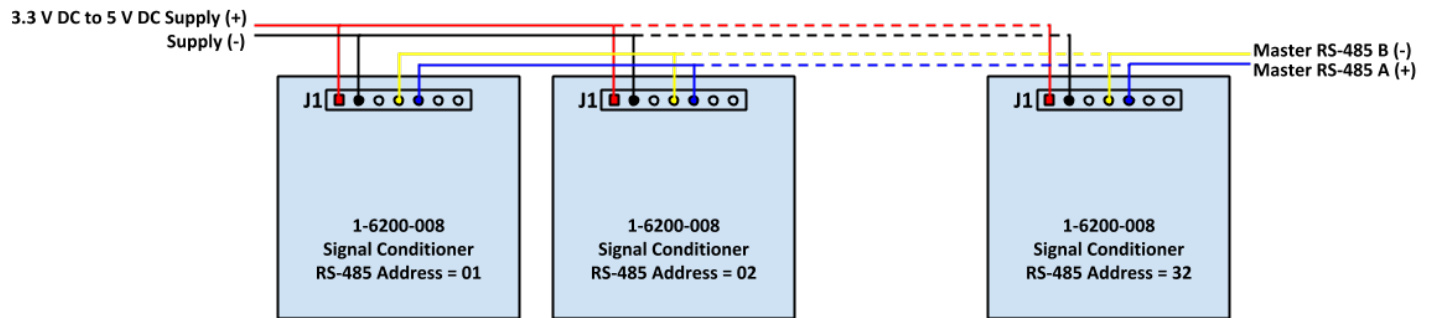 3.3 V DC to 5 V DC Supply (+)
Supply (-)
Master RS-485 B (-)
Master RS-485 A (+)
J1
J1
J1
1-6200-008
Signal Conditioner
RS-485 Address = 01
1-6200-008
Signal Conditioner
RS-485 Address = 02
1-6200-008
Signal Conditioner
RS-485 Address = 32